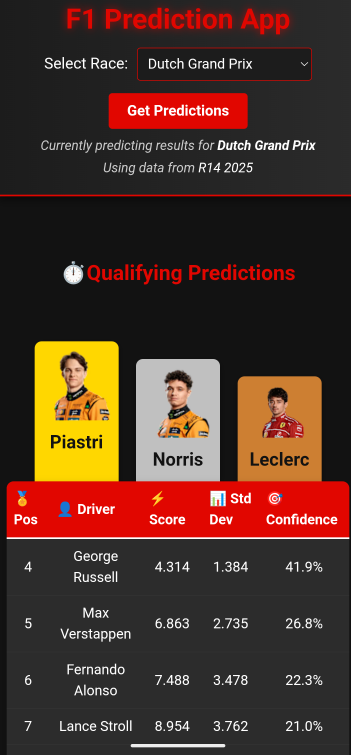 F1 Prediction App
Select Race: Dutch Grand Prix
Get Predictions
Currently predicting results for Dutch Grand Prix
Using data from R14 2025
⏱️Qualifying Predictions
Piastri
Norris
Leclerc
🏅 Pos 👤 Driver ⚡ Score 📊 Std Dev 🎯 Confidence
4 George Russell 4.314 1.384 41.9%
5 Max Verstappen 6.863 2.735 26.8%
6 Fernando Alonso 7.488 3.478 22.3%
7 Lance Stroll 8.954 3.762 21.0%